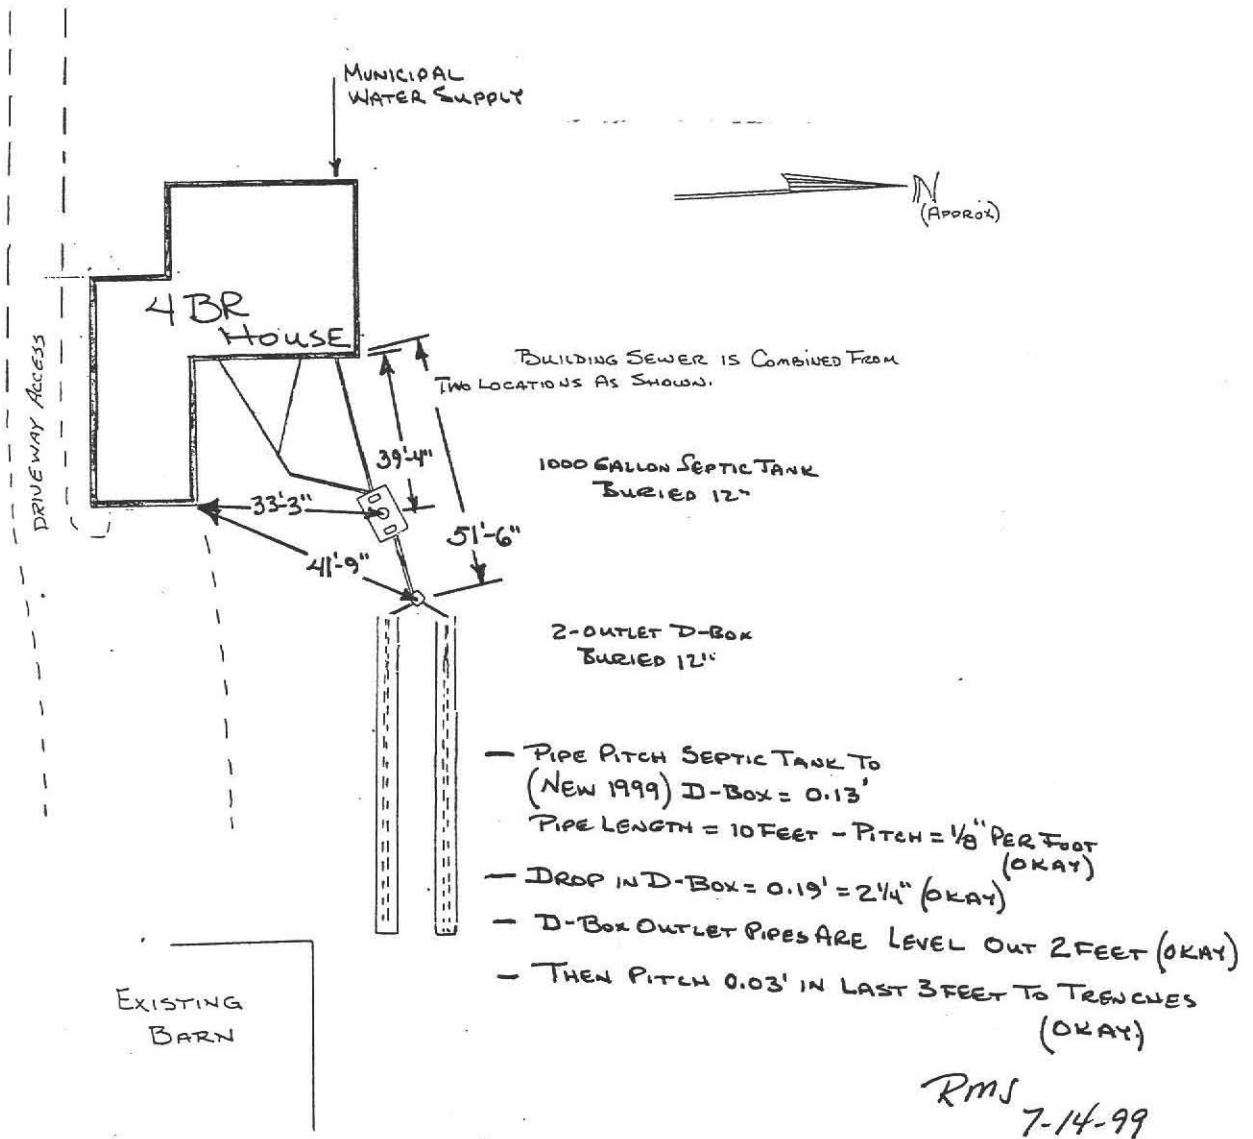 MUNICIPAL
WATER SUPPLY
N
(APPROX)
4 BR
HOUSE
DRIVEWAY ACCESS
BUILDING SEWER IS COMBINED FROM
TWO LOCATIONS AS SHOWN.
39'-4"
1000 GALLON SEPTIC TANK
BURIED 12"
33'-3"
51'-6"
41'-9"
2-OUTLET D-BOX
BURIED 12"
— PIPE PITCH SEPTIC TANK TO
(NEW 1999) D-BOX = 0.13'
PIPE LENGTH = 10 FEET - PITCH = 1/8" PER FOOT
(OKAY)
— DROP IN D-BOX = 0.19' = 2 1/4" (OKAY)
— D-BOX OUTLET PIPES ARE LEVEL OUT 2 FEET (OKAY)
— THEN PITCH 0.03' IN LAST 3 FEET TO TRENCHES
(OKAY)
EXISTING
BARN
RMS
7-14-99